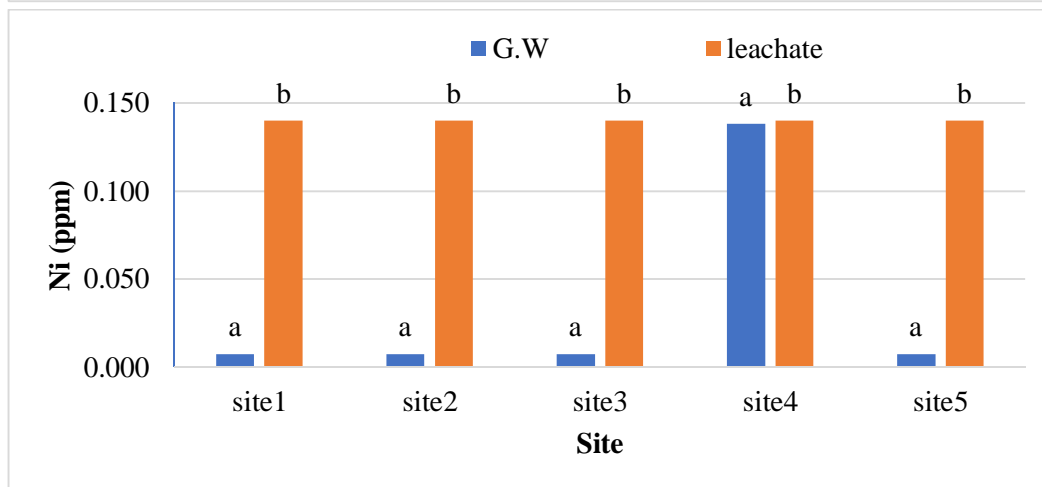 G.W leachate
b b b a b b
0.150
0.100
0.050
0.000
Ni (ppm)
a a a a
site1 site2 site3 site4 site5
Site